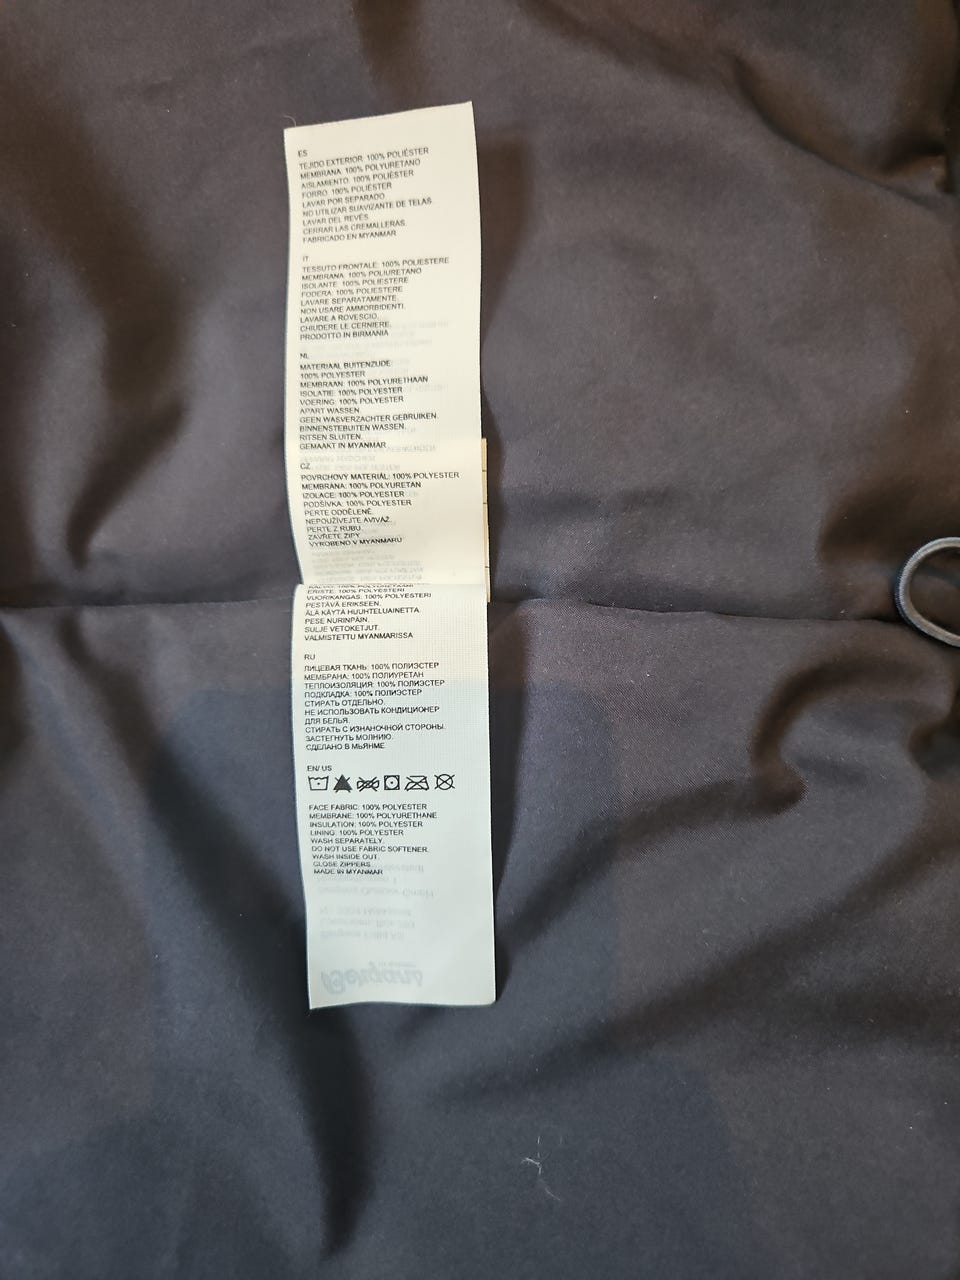 ES
TEJIDO EXTERIOR: 100% POLIÉSTER
MEMBRANA: 100% POLYURETANO
AISLAMIENTO: 100% POLIÉSTER
FORRO: 100% POLIÉSTER
LAVAR POR SEPARADO
NO UTILIZAR SUAVIZANTE DE TELAS.
LAVAR DEL REVÉS.
CERRAR LAS CREMALLERAS.
FABRICADO EN MYANMAR
IT
TESSUTO FRONTALE: 100% POLIESTERE
MEMBRANA: 100% POLIURETANO
ISOLANTE: 100% POLIESTERE
FODERA: 100% POLIESTERE
LAVARE SEPARATAMENTE.
NON USARE AMMORBIDENTI.
LAVARE A ROVESCIO.
CHIUDERE LE CERNIERE.
PRODOTTO IN BIRMANIA
NL
MATERIAAL BUITENZIJDE:
100% POLYESTER
MEMBRAAN: 100% POLYURETHAAN
ISOLATIE: 100% POLYESTER
VOERING: 100% POLYESTER
APART WASSEN.
GEEN WASVERZACHTER GEBRUIKEN.
BINNENSTEBUITEN WASSEN.
RITSEN SLUITEN.
GEMAAKT IN MYANMAR
CZ
POVRCHOVÝ MATERIÁL: 100% POLYESTER
MEMBRÁNA: 100% POLYURETAN
IZOLACE: 100% POLYESTER
PODŠÍVKA: 100% POLYESTER
PERTE ODDĚLENĚ.
NEPOUŽÍVEJTE AVIVÁŽ.
PERTE Z RUBU.
ZAVŘETE ZIPY
VYROBENO V MYANMARU
KALVO: 100% POLYURETAANI
ERISTE: 100% POLYESTERI
VUORIKANGAS: 100% POLYESTERI
PESTÄVÄ ERIKSEEN.
ÄLÄ KÄYTÄ HUUHTELUAINETTA.
PESE NURINPÄIN.
SULJE VETOKETJUT.
VALMISTETTU MYANMARISSA
RU
ЛИЦЕВАЯ ТКАНЬ: 100% ПОЛИЭСТЕР
МЕМБРАНА: 100% ПОЛИУРЕТАН
ТЕПЛОИЗОЛЯЦИЯ: 100% ПОЛИЭСТЕР
ПОДКЛАДКА: 100% ПОЛИЭСТЕР
СТИРАТЬ ОТДЕЛЬНО.
НЕ ИСПОЛЬЗОВАТЬ КОНДИЦИОНЕР
ДЛЯ БЕЛЬЯ.
СТИРАТЬ С ИЗНАНОЧНОЙ СТОРОНЫ.
ЗАСТЕГНУТЬ МОЛНИЮ.
СДЕЛАНО В МЬЯНМЕ
EN/ US
FACE FABRIC: 100% POLYESTER
MEMBRANE: 100% POLYURETHANE
INSULATION: 100% POLYESTER
LINING: 100% POLYESTER
WASH SEPARATELY.
DO NOT USE FABRIC SOFTENER.
WASH INSIDE OUT.
CLOSE ZIPPERS.
MADE IN MYANMAR